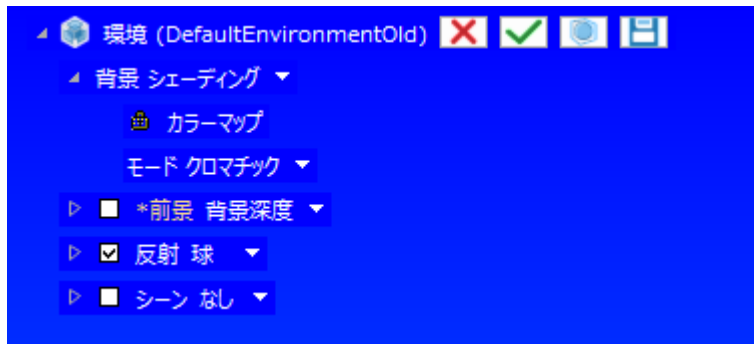 環境 (DefaultEnvironmentOld)
背景 シェーディング
カラーマップ
モード クロマチック
*前景 背景深度
反射 球
シーン なし